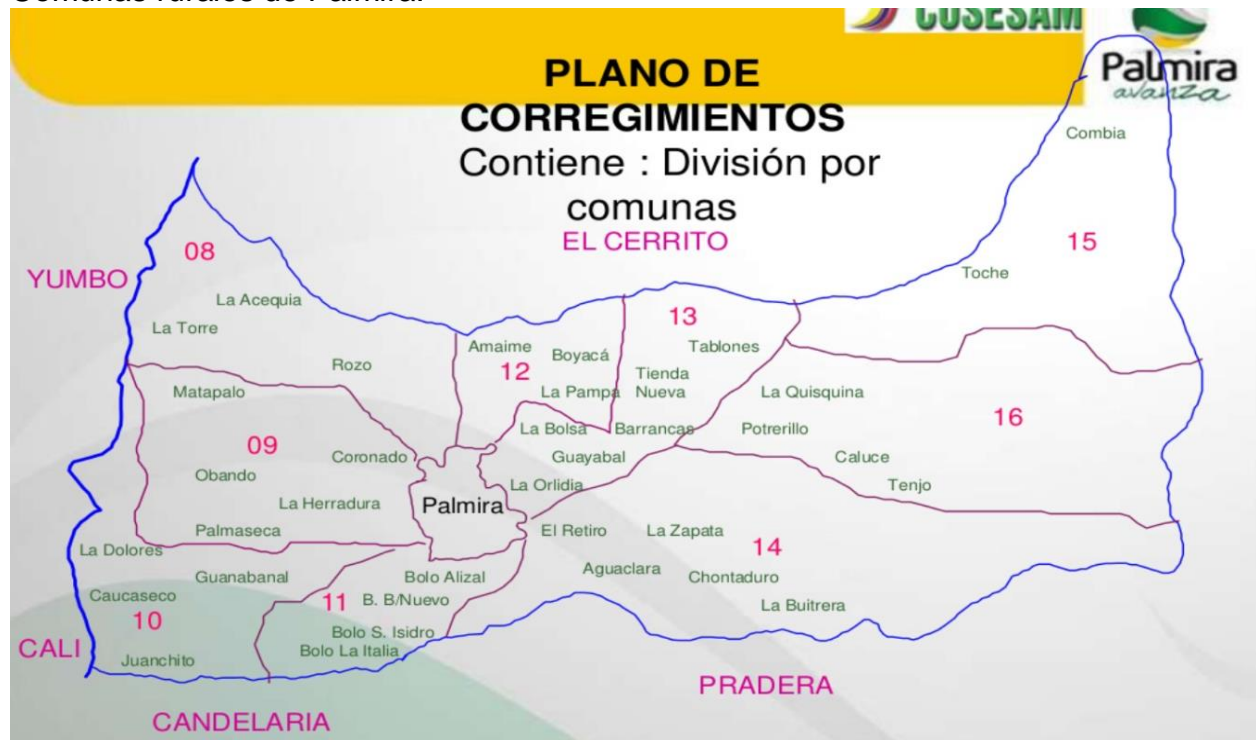 Comunas rurales de Palmira.
COSESAM
Palmira
avanza
PLANO DE
CORREGIMIENTOS
Contiene : División por
comunas
EL CERRITO
Combia
08
15
YUMBO
Toche
La Acequia
La Torre
13
Amaime
Boyacá
Tablones
Rozo
12
Tienda
Nueva
Matapalo
La Pampa
La Quisquina
16
La Bolsa
Barrancas
Potrerillo
09
Coronado
Guayabal
Caluce
Obando
La Orlidia
Tenjo
La Herradura
Palmira
Palmaseca
El Retiro
La Zapata
La Dolores
14
Guanabanal
Bolo Alizal
Aguaclara
Chontaduro
Caucaseco
11
B. B/Nuevo
La Buitrera
10
Bolo S. Isidro
CALI
Bolo La Italia
Juanchito
PRADERA
CANDELARIA